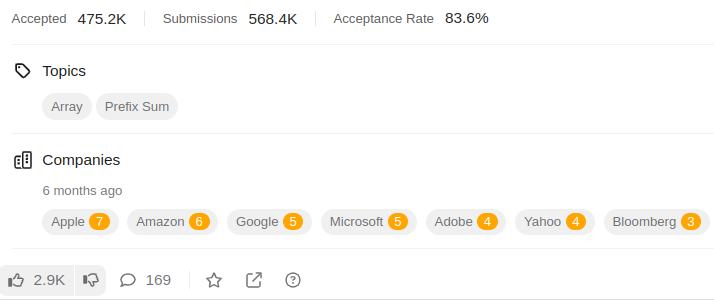 Accepted 475.2K Submissions 568.4K Acceptance Rate 83.6%
Topics
Array Prefix Sum
Companies
6 months ago
Apple 7 Amazon 6 Google 5 Microsoft 5 Adobe 4 Yahoo 4 Bloomberg 3
2.9K 169